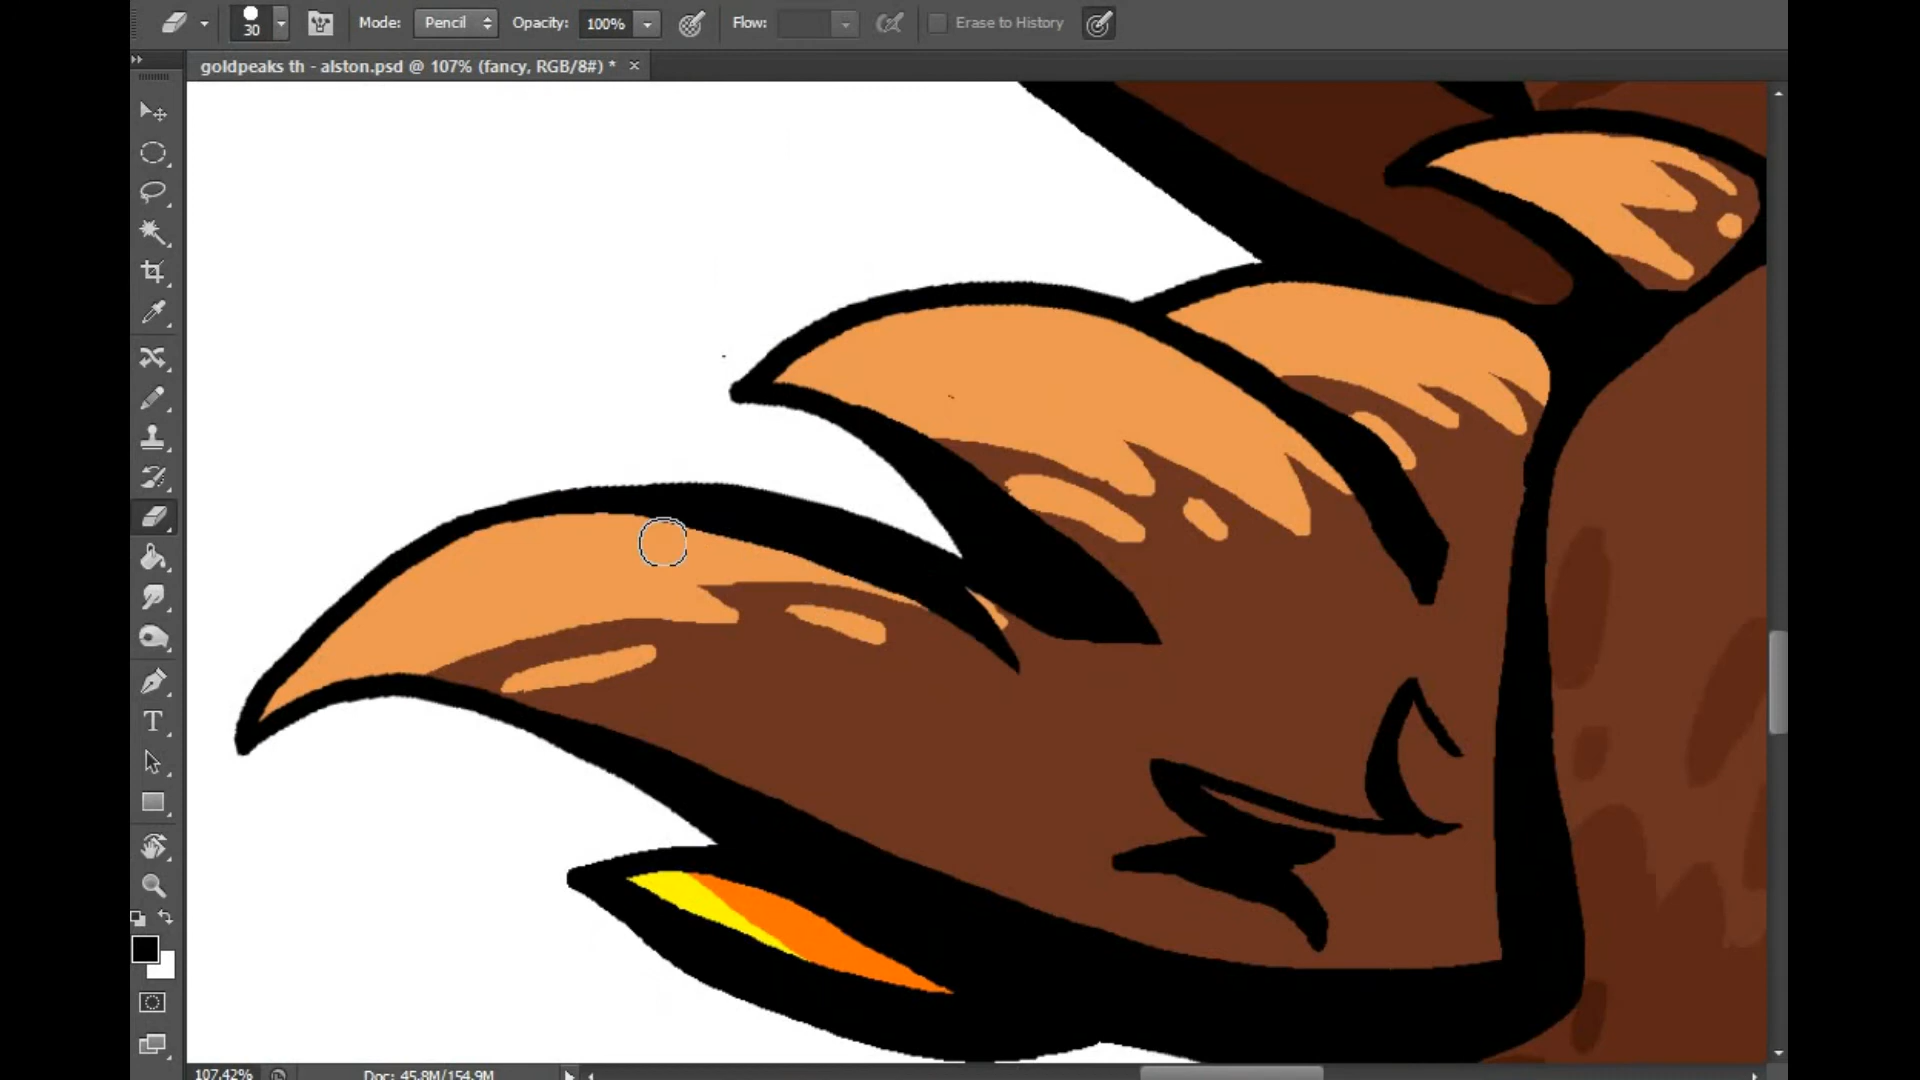 30 Mode: Pencil Opacity: 100% Flow: Erase to History
goldpeaks th - alston.psd @ 107% (fancy, RGB/8#) * ×
T
107.42% Doc: 45.8M/154.9M